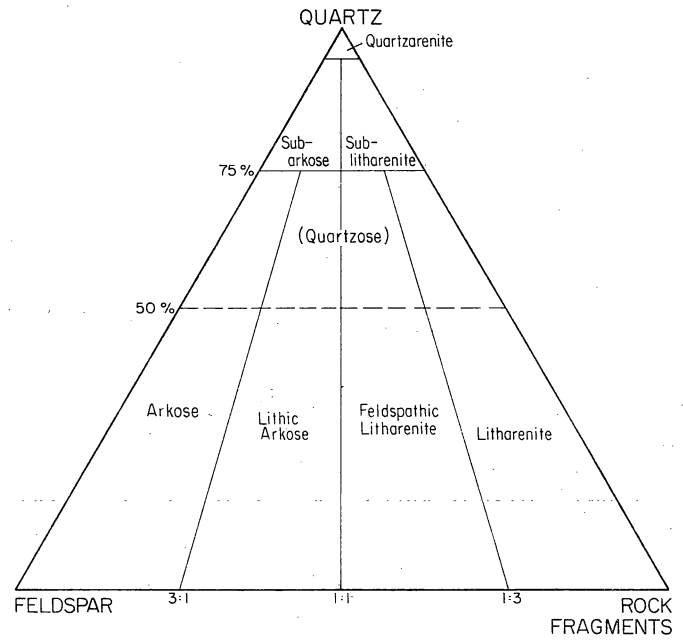 QUARTZ
Quartzarenite
Sub-
arkose
Sub-
litharenite
75 %
(Quartzose)
50 %
Arkose
Lithic
Arkose
Feldspathic
Litharenite
Litharenite
3:1
1:1
1:3
FELDSPAR
ROCK
FRAGMENTS